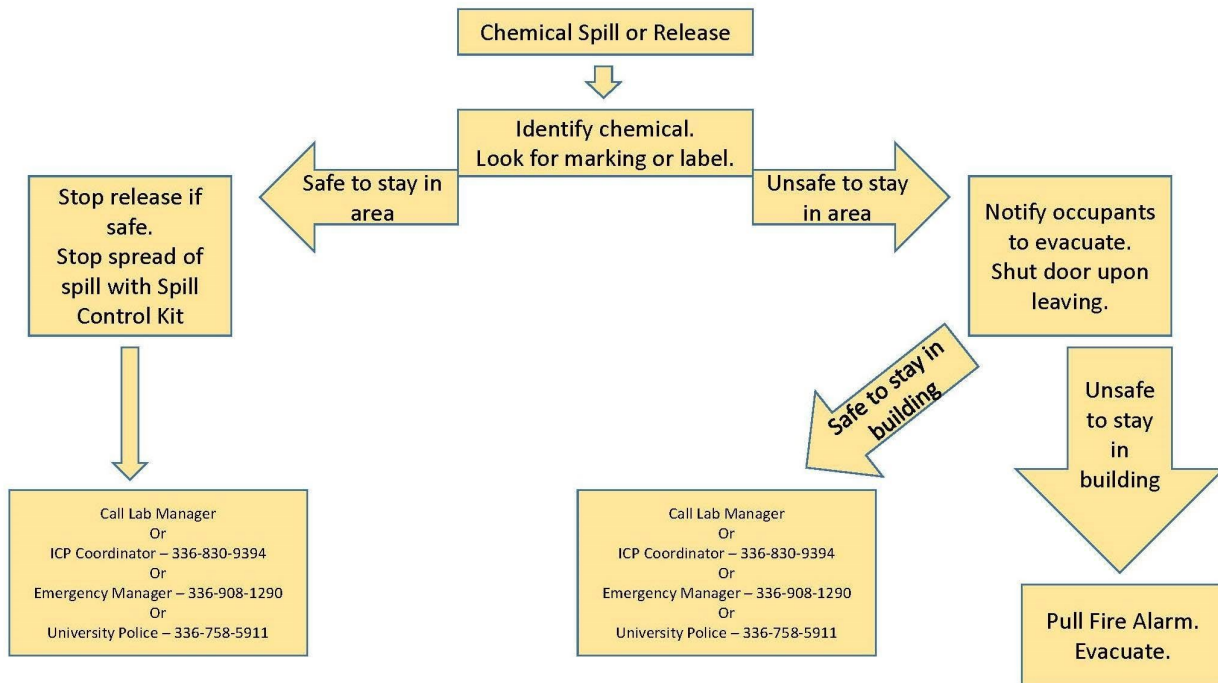 Chemical Spill or Release
Identify chemical.
Look for marking or label.
Safe to stay in
area
Unsafe to stay
in area
Stop release if
safe.
Stop spread of
spill with Spill
Control Kit
Notify occupants
to evacuate.
Shut door upon
leaving.
Safe to stay in
building
Unsafe
to stay
in
building
Call Lab Manager
Or
ICP Coordinator – 336-830-9394
Or
Emergency Manager – 336-908-1290
Or
University Police – 336-758-5911
Call Lab Manager
Or
ICP Coordinator – 336-830-9394
Or
Emergency Manager – 336-908-1290
Or
University Police – 336-758-5911
Pull Fire Alarm.
Evacuate.